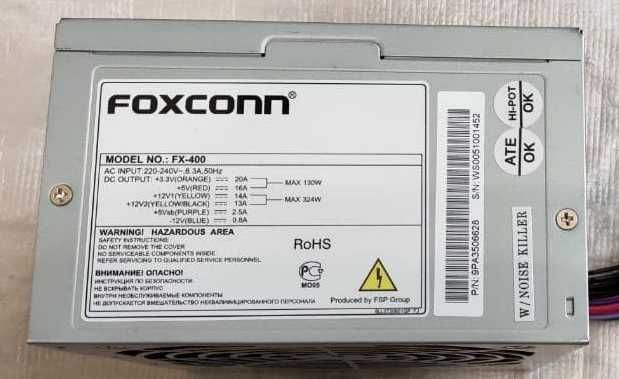 FOXCONN®
MODEL NO.: FX-400
AC INPUT:220-240V~,6.3A,50Hz
DC OUTPUT: +3.3V(ORANGE) ⎓ 20A
+5V(RED) ⎓ 16A
MAX 130W
+12V1(YELLOW) ⎓ 14A
+12V2(YELLOW/BLACK) ⎓ 13A
MAX 324W
+5Vsb(PURPLE) ⎓ 2.5A
-12V(BLUE) ⎓ 0.8A
WARNING! HAZARDOUS AREA
SAFETY INSTRUCTIONS:
DO NOT REMOVE THE COVER
NO SERVICEABLE COMPONENTS INSIDE
REFER SERVICING TO QUALIFIED SERVICE PERSONNEL
ВНИМАНИЕ! ОПАСНО!
ИНСТРУКЦИЯ ПО БЕЗОПАСНОСТИ:
НЕ ВСКРЫВАТЬ КОРПУС
ВНУТРИ НЕОБСЛУЖИВАЕМЫЕ КОМПОНЕНТЫ
НЕ ДОПУСКАЕТСЯ ВМЕШАТЕЛЬСТВО НЕКВАЛИФИЦИРОВАННОГО ПЕРСОНАЛА
RoHS
МО05
Produced by FSP Group
S/N: WS0051001452
P/N: 9PA3506628
HI-POT
OK
ATE
OK
W/NOISE KILLER